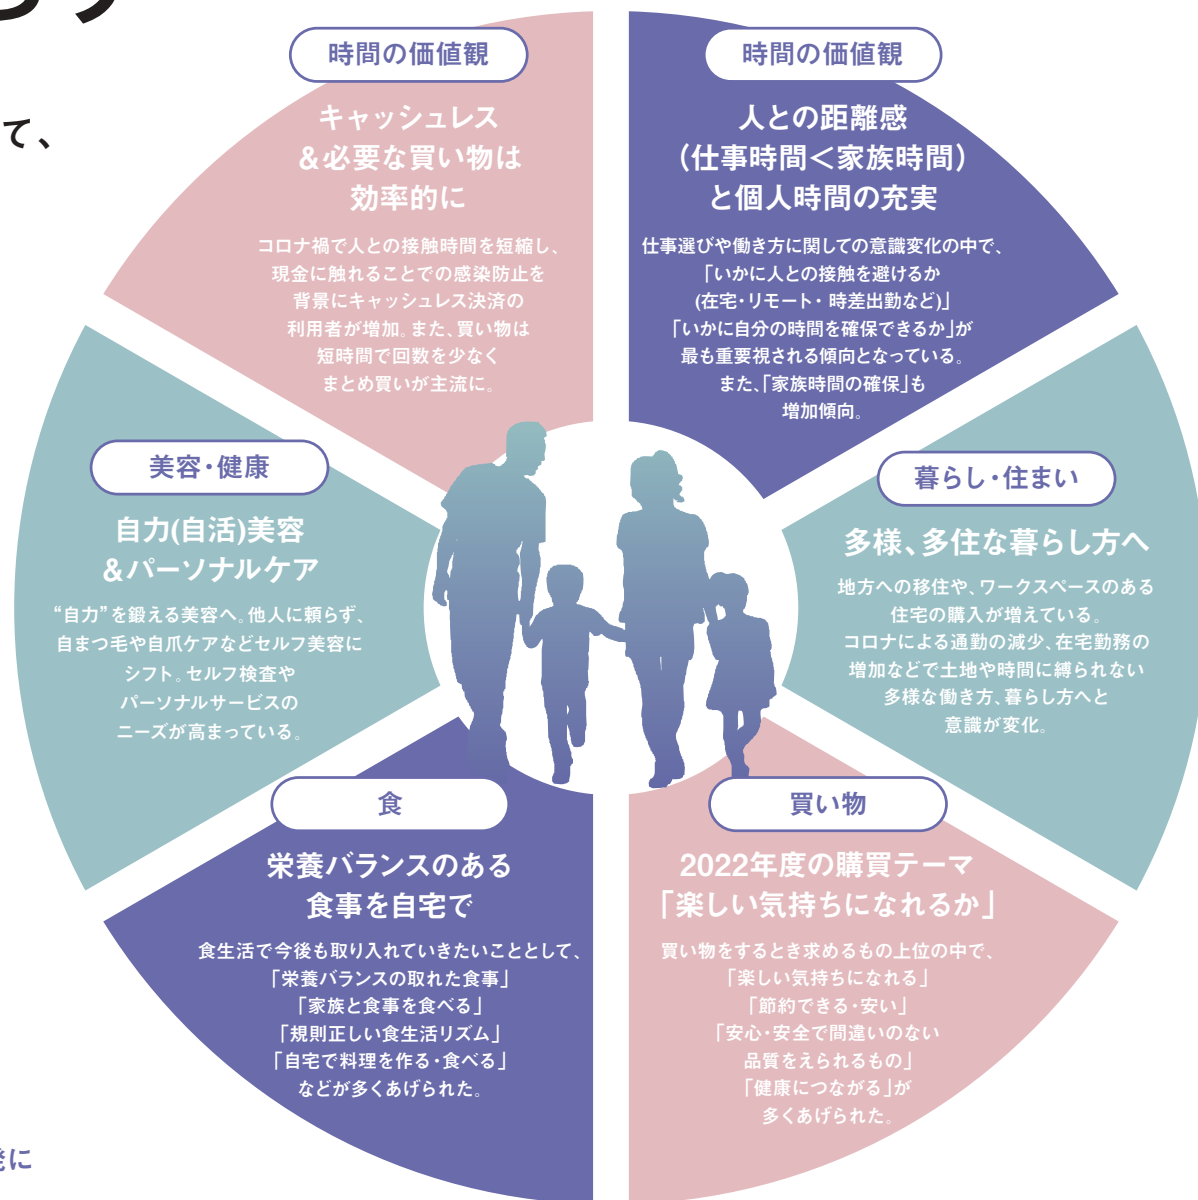 て、
時間の価値観
キャッシュレス
&必要な買い物は
効率的に
コロナ禍で人との接触時間を短縮し、
現金に触れることでの感染防止を
背景にキャッシュレス決済の
利用者が増加。また、買い物は
短時間で回数を少なく
まとめ買いが主流に。
時間の価値観
人との距離感
(仕事時間<家族時間)
と個人時間の充実
仕事選びや働き方に関しての意識変化の中で、
「いかに人との接触を避けるか
(在宅・リモート・時差出勤など)」
「いかに自分の時間を確保できるか」が
最も重要視される傾向となっている。
また、「家族時間の確保」も
増加傾向。
美容・健康
自力(自活)美容
&パーソナルケア
“自力”を鍛える美容へ。他人に頼らず、
自まつ毛や自爪ケアなどセルフ美容に
シフト。セルフ検査や
パーソナルサービスの
ニーズが高まっている。
暮らし・住まい
多様、多住な暮らし方へ
地方への移住や、ワークスペースのある
住宅の購入が増えている。
コロナによる通勤の減少、在宅勤務の
増加などで土地や時間に縛られない
多様な働き方、暮らし方へと
意識が変化。
食
栄養バランスのある
食事を自宅で
食生活で今後も取り入れていきたいこととして、
「栄養バランスの取れた食事」
「家族と食事を食べる」
「規則正しい食生活リズム」
「自宅で料理を作る・食べる」
などが多くあげられた。
買い物
2022年度の購買テーマ
「楽しい気持ちになれるか」
買い物をするとき求めるもの上位の中で、
「楽しい気持ちになれる」
「節約できる・安い」
「安心・安全で間違いのない
品質をえられるもの」
「健康につながる」が
多くあげられた。
に